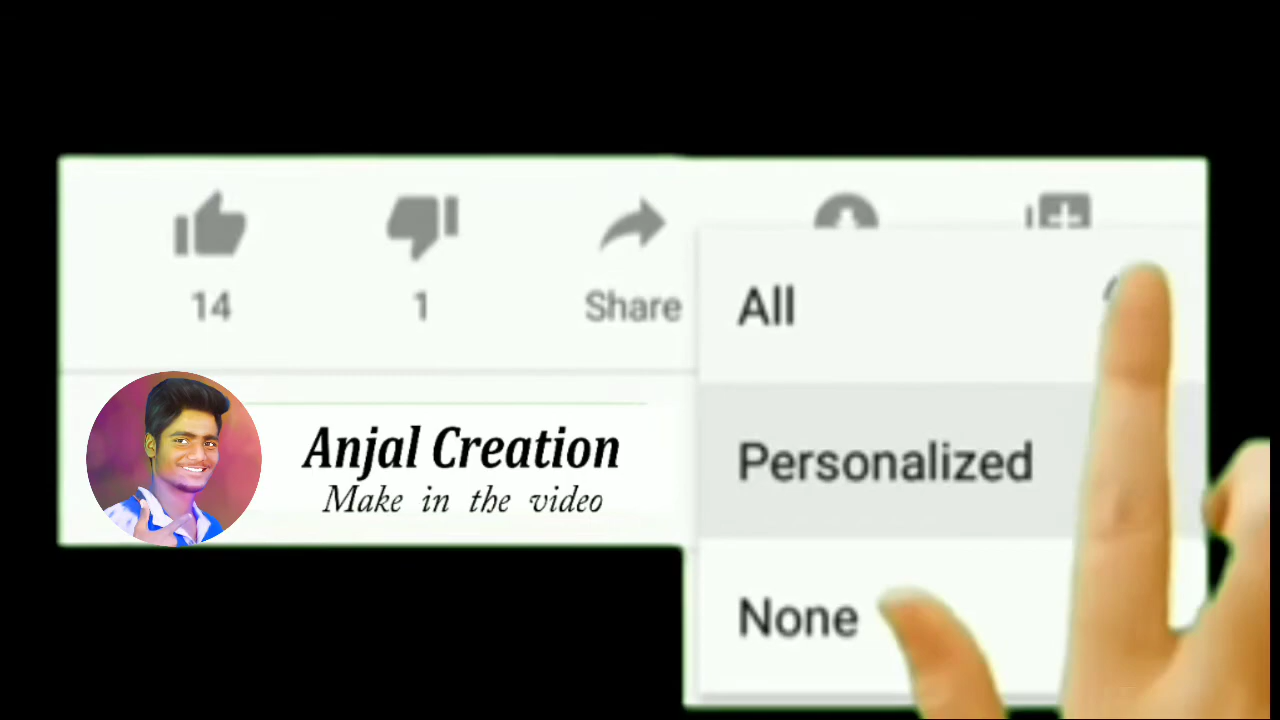 14
1
Share
All
Anjal Creation
Personalized
Make in the video
None